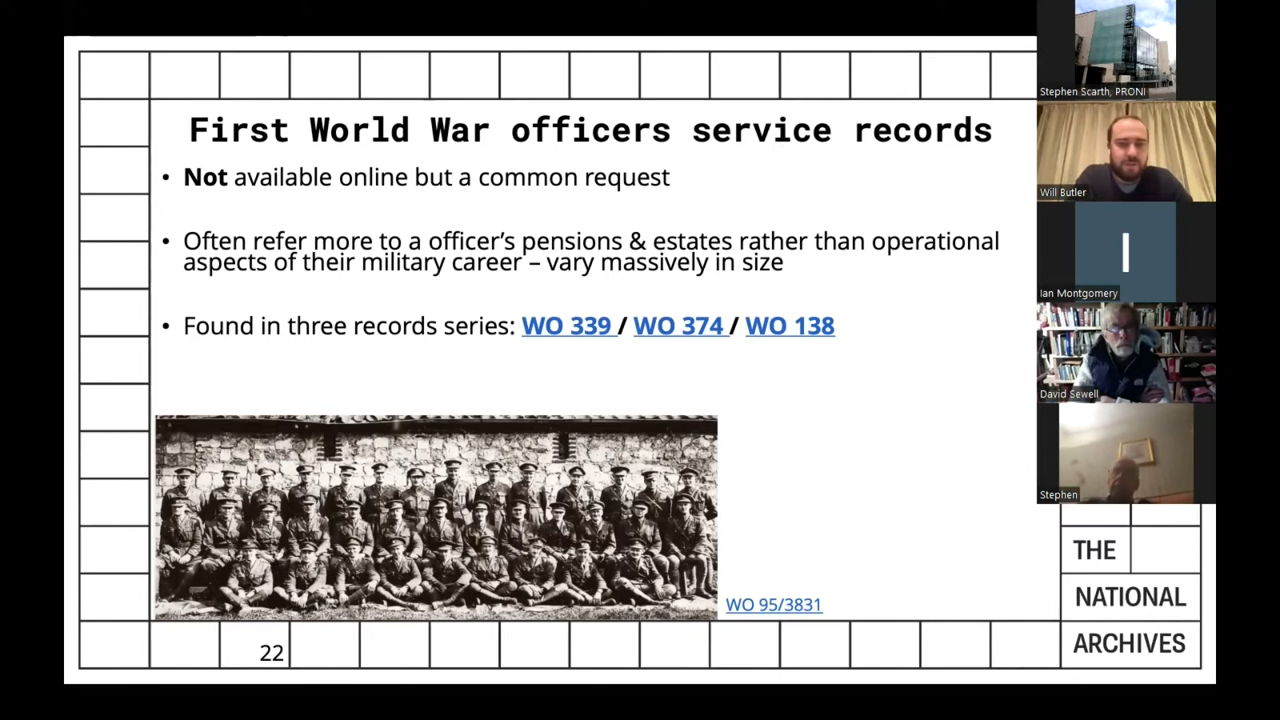 First World War officers service records
• Not available online but a common request
• Often refer more to a officer's pensions & estates rather than operational
aspects of their military career – vary massively in size
• Found in three records series: WO 339 / WO 374 / WO 138
WO 95/3831
22
THE
NATIONAL
ARCHIVES
Stephen Scarth, PRONI
Will Butler
I
Ian Montgomery
David Sewell
Stephen